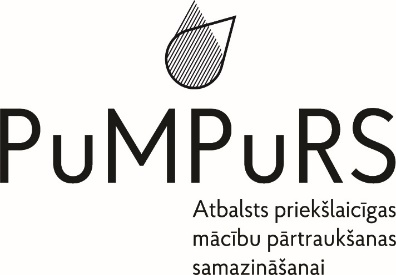 PuMPuRS
Atbalsts priekšlaicīgas
mācību pārtraukšanas
samazināšanai